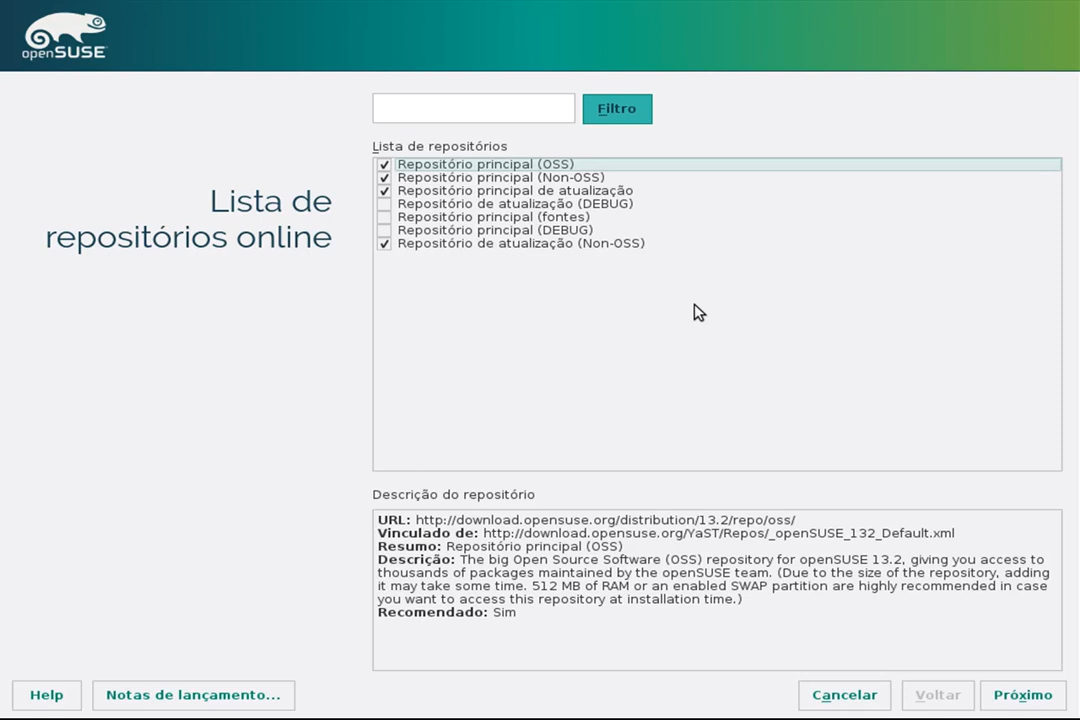 openSUSE
Filtro
Lista de repositórios
Repositório principal (OSS)
Repositório principal (Non-OSS)
Repositório principal de atualização
Repositório de atualização (DEBUG)
Repositório principal (fontes)
Repositório principal (DEBUG)
Repositório de atualização (Non-OSS)
Lista de
repositórios online
Descrição do repositório
URL: http://download.opensuse.org/distribution/13.2/repo/oss/
Vinculado de: http://download.opensuse.org/YaST/Repos/_openSUSE_132_Default.xml
Resumo: Repositório principal (OSS)
Descrição: The big Open Source Software (OSS) repository for openSUSE 13.2, giving you access to
thousands of packages maintained by the openSUSE team. (Due to the size of the repository, adding
it may take some time. 512 MB of RAM or an enabled SWAP partition are highly recommended in case
you want to access this repository at installation time.)
Recomendado: Sim
Help
Notas de lançamento...
Cancelar
Voltar
Próximo